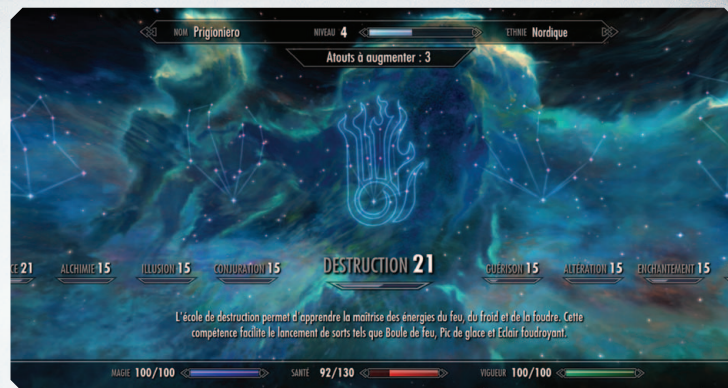 NOM Prigioniero NIVEAU 4 ETHNIE Nordique
Atouts à augmenter : 3
CE 21 ALCHIMIE 15 ILLUSION 15 CONJURATION 15 DESTRUCTION 21 GUÉRISON 15 ALTÉRATION 15 ENCHANTEMENT 15
L'école de destruction permet d'apprendre la maîtrise des énergies du feu, du froid et de la foudre. Cette
compétence facilite le lancement de sorts tels que Boule de feu, Pic de glace et Eclair foudroyant.
MAGIE 100/100 SANTÉ 92/130 VIGUEUR 100/100